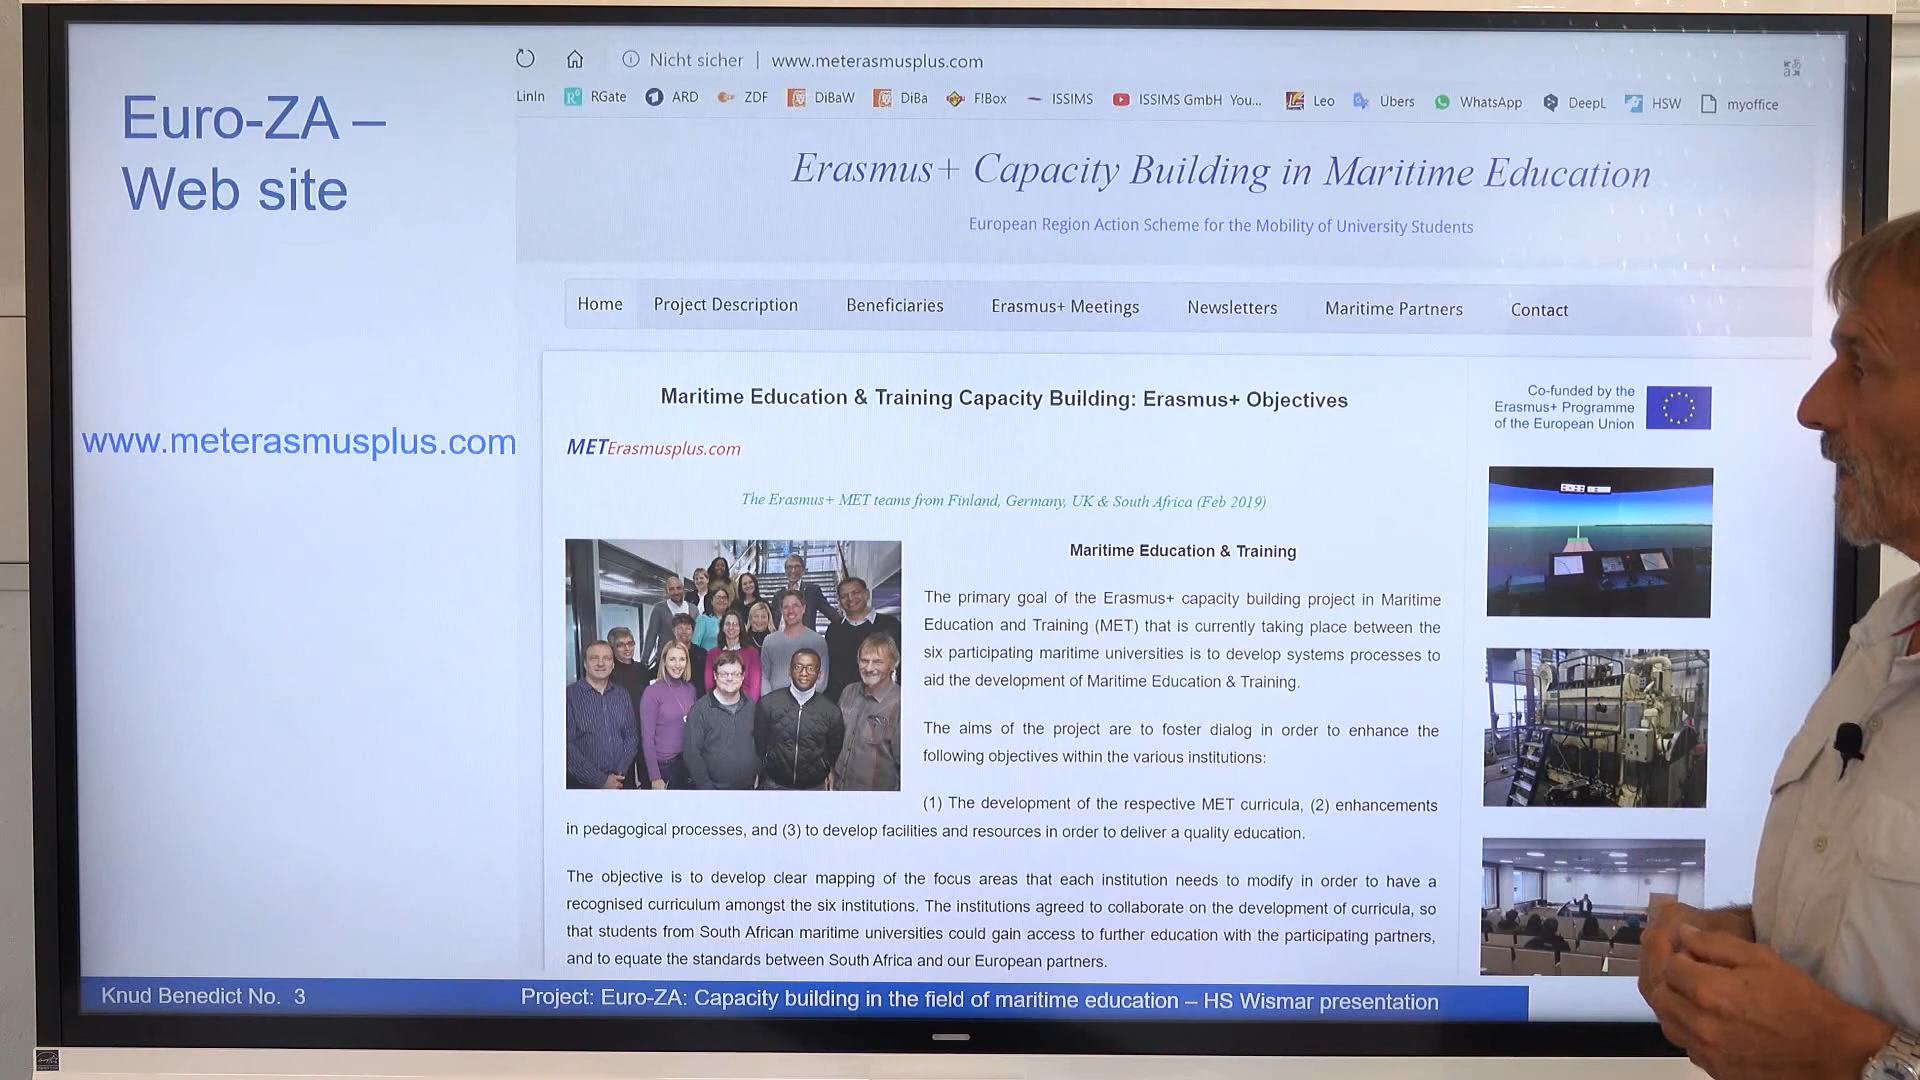 Euro-ZA –
Web site
www.meterasmusplus.com
Nicht sicher | www.meterasmusplus.com
LinIn RGate ARD ZDF DiBaW DiBa FIBox ISSIMS ISSIMS GmbH You... Leo Übers WhatsApp DeepL HSW myoffice
Erasmus+ Capacity Building in Maritime Education
European Region Action Scheme for the Mobility of University Students
Home Project Description Beneficiaries Erasmus+ Meetings Newsletters Maritime Partners Contact
Maritime Education & Training Capacity Building: Erasmus+ Objectives
METErasmusplus.com
The Erasmus+ MET teams from Finland, Germany, UK & South Africa (Feb 2019)
Maritime Education & Training
The primary goal of the Erasmus+ capacity building project in Maritime
Education and Training (MET) that is currently taking place between the
six participating maritime universities is to develop systems processes to
aid the development of Maritime Education & Training.
The aims of the project are to foster dialog in order to enhance the
following objectives within the various institutions:
(1) The development of the respective MET curricula, (2) enhancements
in pedagogical processes, and (3) to develop facilities and resources in order to deliver a quality education.
The objective is to develop clear mapping of the focus areas that each institution needs to modify in order to have a
recognised curriculum amongst the six institutions. The institutions agreed to collaborate on the development of curricula, so
that students from South African maritime universities could gain access to further education with the participating partners,
and to equate the standards between South Africa and our European partners.
Co-funded by the
Erasmus+ Programme
of the European Union
Knud Benedict No. 3
Project: Euro-ZA: Capacity building in the field of maritime education – HS Wismar presentation